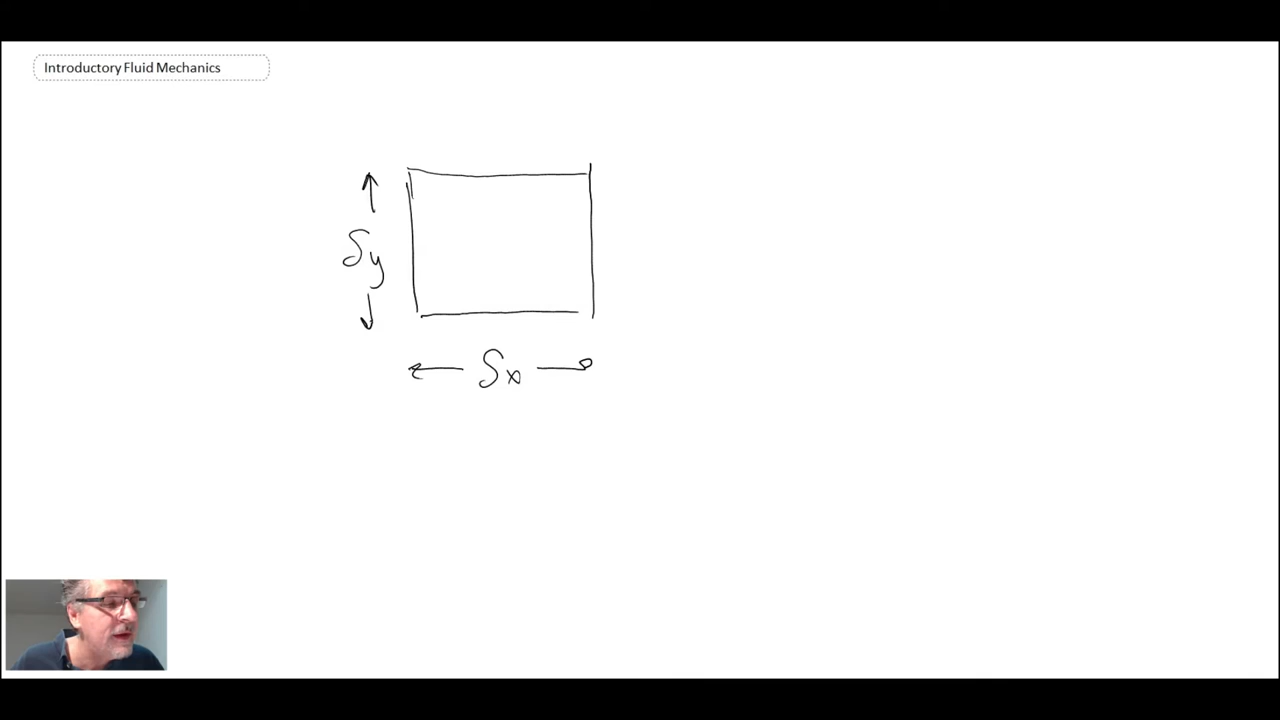 Introductory Fluid Mechanics
δy
δx